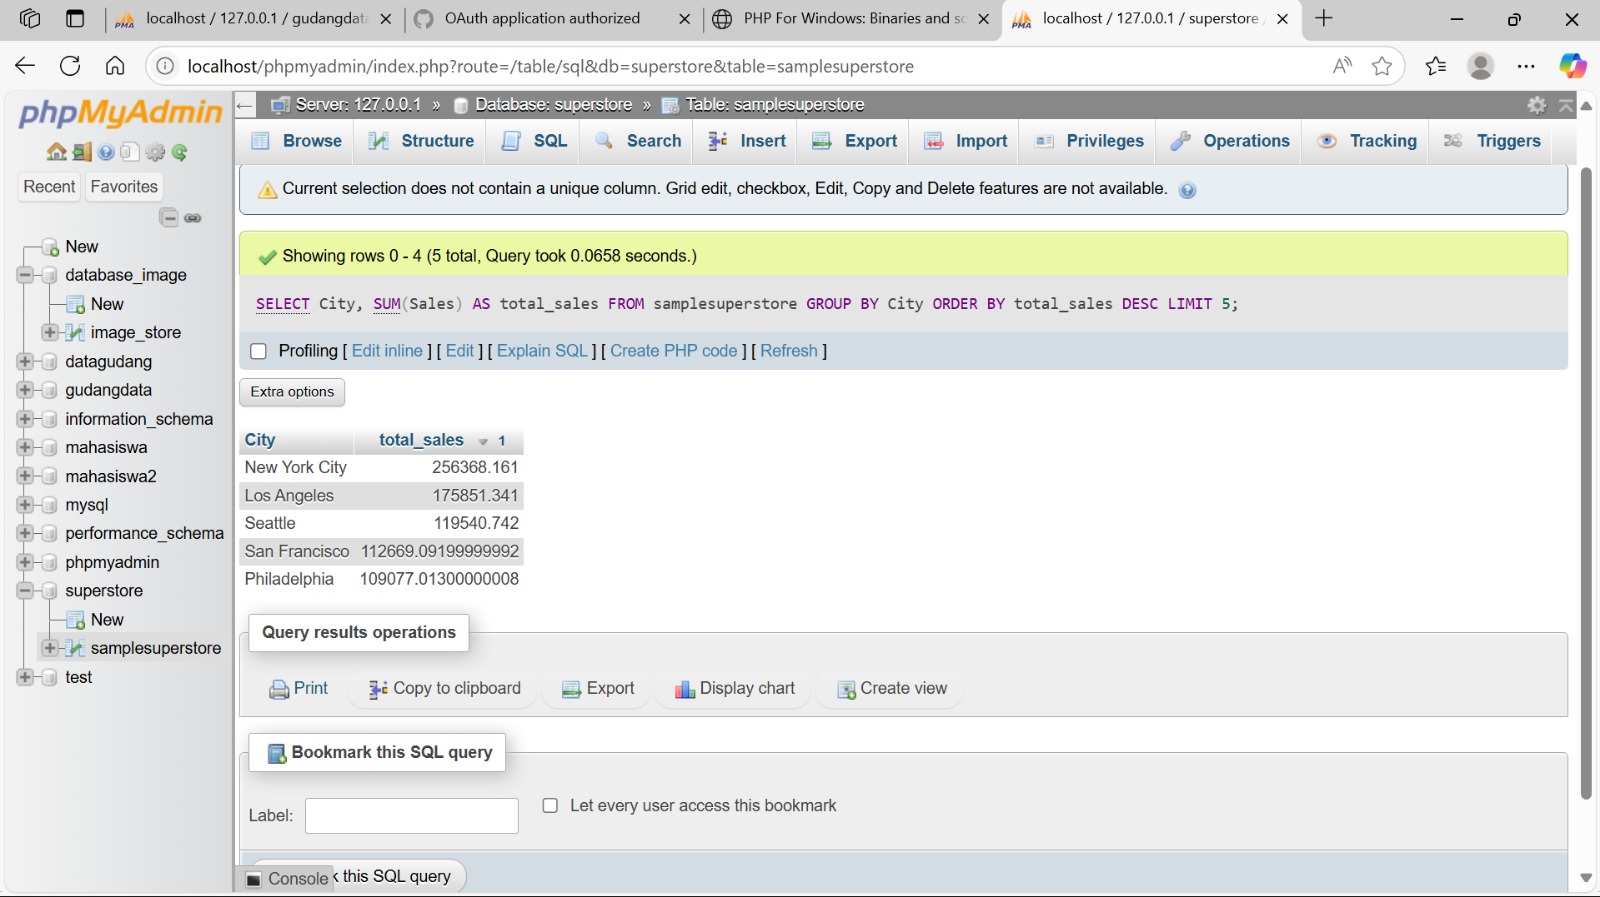 localhost / 127.0.0.1 / gudangdata
OAuth application authorized
PHP For Windows: Binaries and sc
localhost / 127.0.0.1 / superstore /
localhost/phpmyadmin/index.php?route=/table/sql&db=superstore&table=samplesuperstore
phpMyAdmin
Server: 127.0.0.1 » Database: superstore » Table: samplesuperstore
Browse Structure SQL Search Insert Export Import Privileges Operations Tracking Triggers
Recent Favorites
New
database_image
New
image_store
datagudang
gudangdata
information_schema
mahasiswa
mahasiswa2
mysql
performance_schema
phpmyadmin
superstore
New
samplesuperstore
test
Current selection does not contain a unique column. Grid edit, checkbox, Edit, Copy and Delete features are not available.
Showing rows 0 - 4 (5 total, Query took 0.0658 seconds.)
SELECT City, SUM(Sales) AS total_sales FROM samplesuperstore GROUP BY City ORDER BY total_sales DESC LIMIT 5;
Profiling [ Edit inline ] [ Edit ] [ Explain SQL ] [ Create PHP code ] [ Refresh ]
Extra options
City total_sales 1
New York City 256368.161
Los Angeles 175851.341
Seattle 119540.742
San Francisco 112669.09199999992
Philadelphia 109077.01300000008
Query results operations
Print Copy to clipboard Export Display chart Create view
Bookmark this SQL query
Label: Let every user access this bookmark
Console k this SQL query